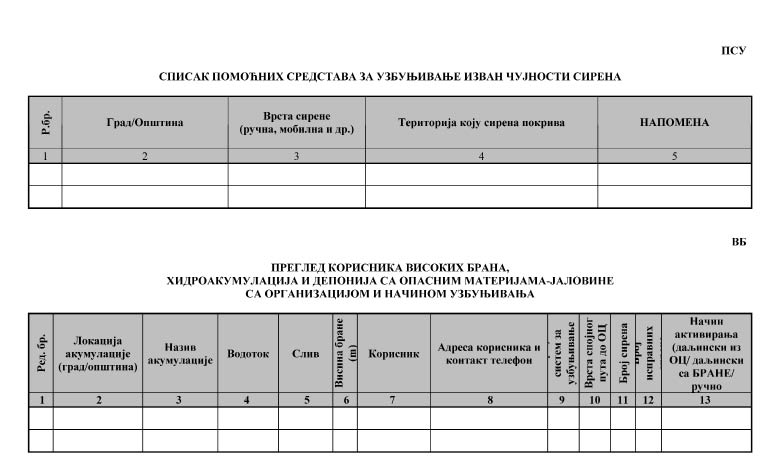 ПСУ
СПИСАК ПОМОЋНИХ СРЕДСТАВА ЗА УЗБУЊИВАЊЕ ИЗВАН ЧУЈНОСТИ СИРЕНА
Р.бр.
Град/Општина
Врста сирене
(ручна, мобилна и др.)
Територија коју сирена покрива
НАПОМЕНА
1 2 3 4 5
ВБ
ПРЕГЛЕД КОРИСНИКА ВИСОКИХ БРАНА,
ХИДРОАКУМУЛАЦИЈА И ДЕПОНИЈА СА ОПАСНИМ МАТЕРИЈАМА-ЈАЛОВИНЕ
СА ОРГАНИЗАЦИЈОМ И НАЧИНОМ УЗБУЊИВАЊА
Ред. бр.
Локација
акумулације
(град/општина)
Назив
акумулације
Водоток
Слив
Висина бране
(m)
Корисник
Адреса корисника и
контакт телефон
систем за
узбуњивање
Врста спојног
пута до ОЦ
Број сирена
Број
исправних
Начин
активирања
(даљински из
ОЦ/ даљински
са БРАНЕ/
ручно
1 2 3 4 5 6 7 8 9 10 11 12 13